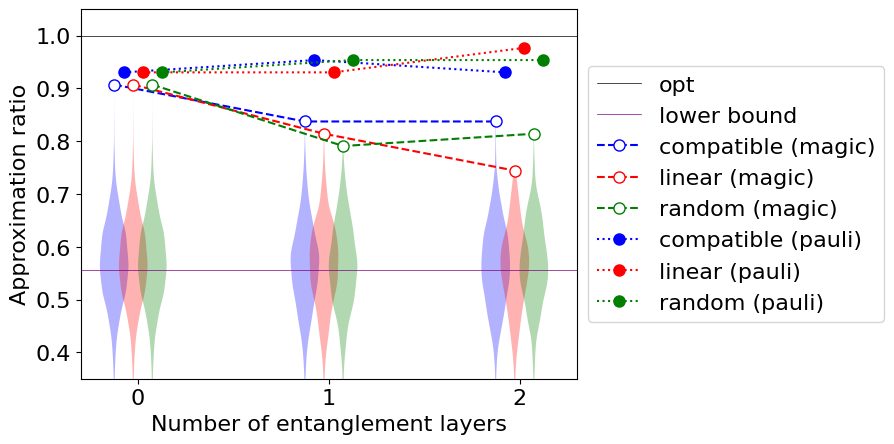 Approximation ratio
1.0
0.9
0.8
0.7
0.6
0.5
0.4
0
1
2
Number of entanglement layers
opt
lower bound
compatible (magic)
linear (magic)
random (magic)
compatible (pauli)
linear (pauli)
random (pauli)